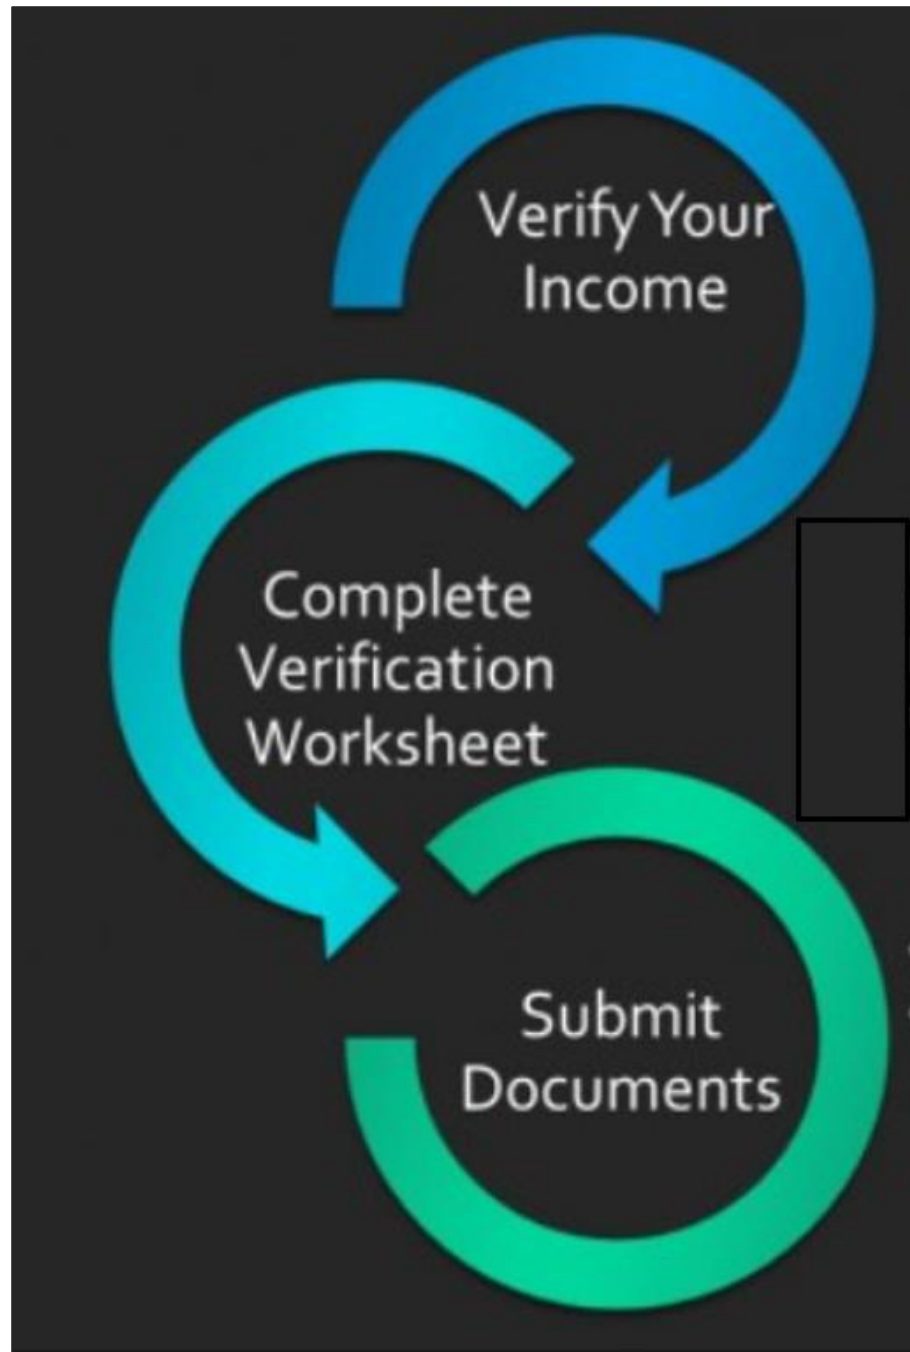 Verify Your
Income
Complete
Verification
Worksheet
Submit
Documents